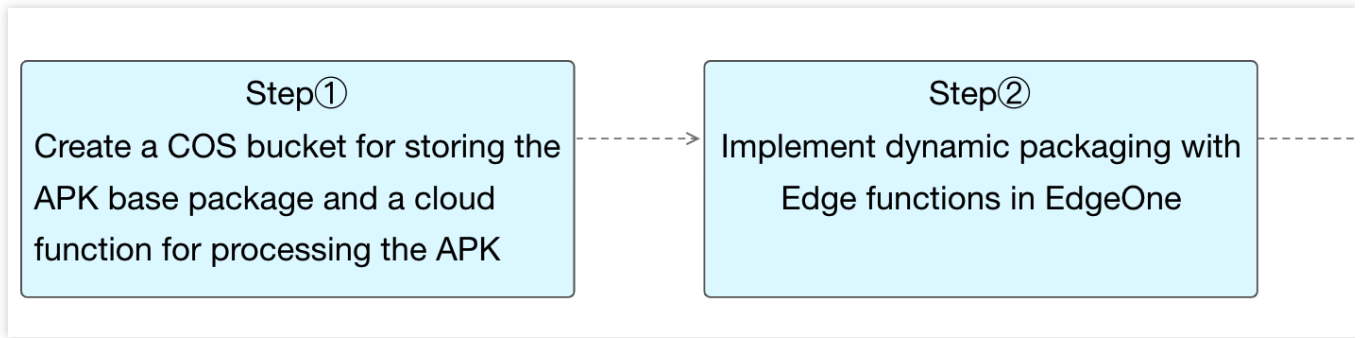 Step①
Create a COS bucket for storing the
APK base package and a cloud
function for processing the APK
Step②
Implement dynamic packaging with
Edge functions in EdgeOne